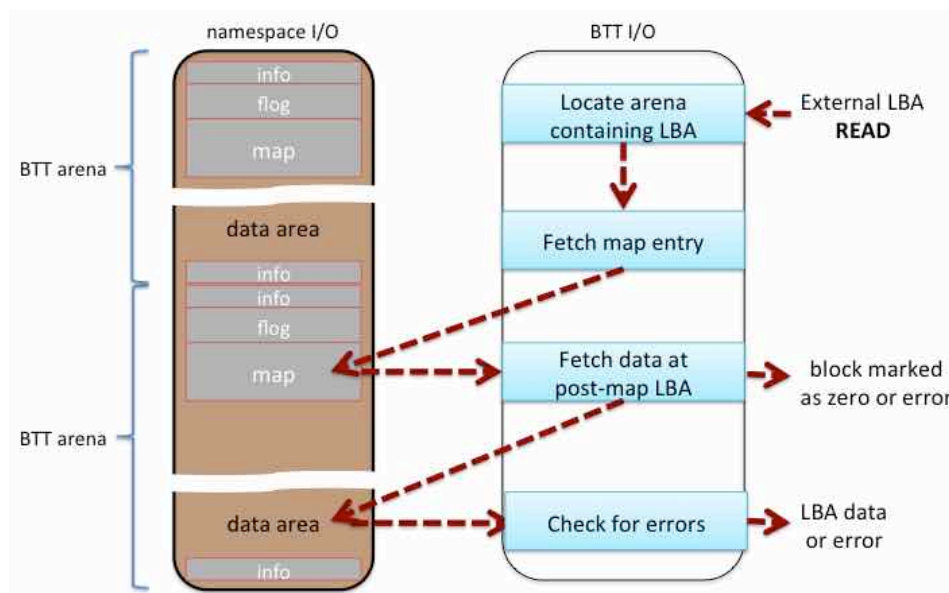 namespace I/O
BTT I/O
info
flog
map
BTT arena
data area
info
info
flog
map
BTT arena
data area
info
Locate arena
containing LBA
External LBA
READ
Fetch map entry
Fetch data at
post-map LBA
block marked
as zero or error
Check for errors
LBA data
or error